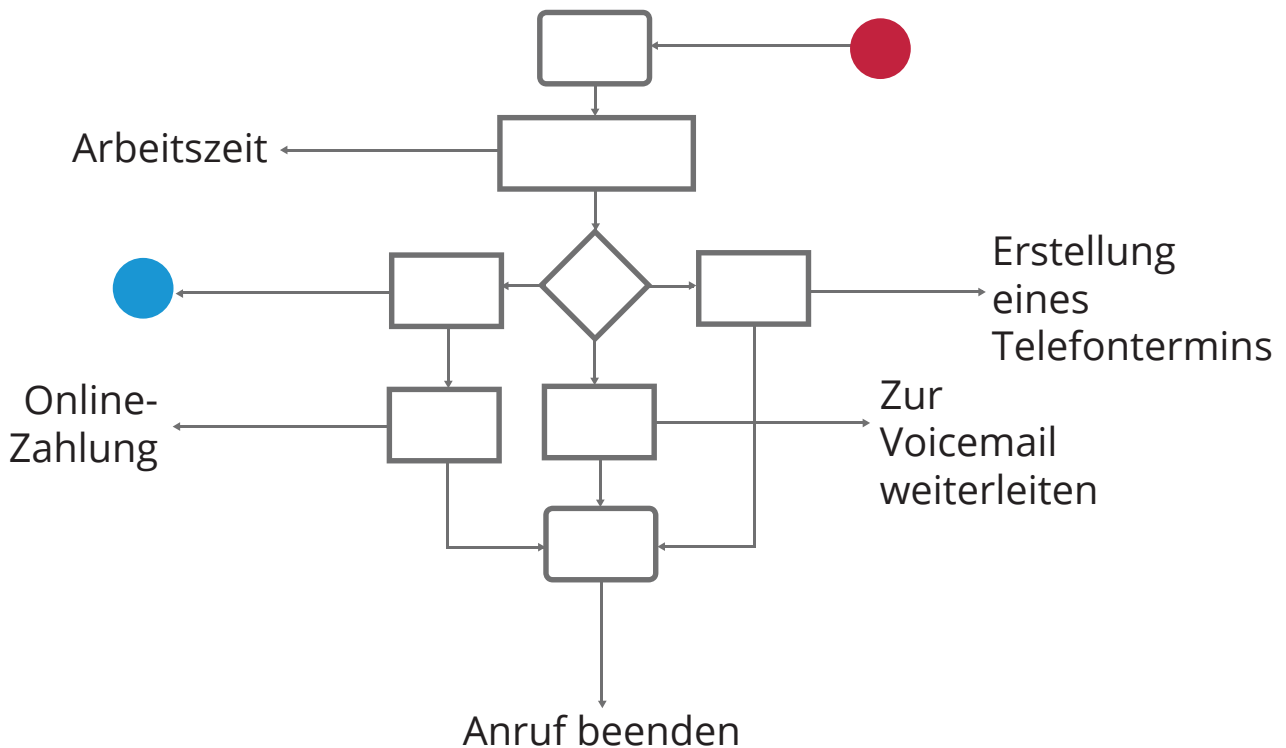 Arbeitszeit
Erstellung
eines
Telefontermins
Online-
Zahlung
Zur
Voicemail
weiterleiten
Anruf beenden